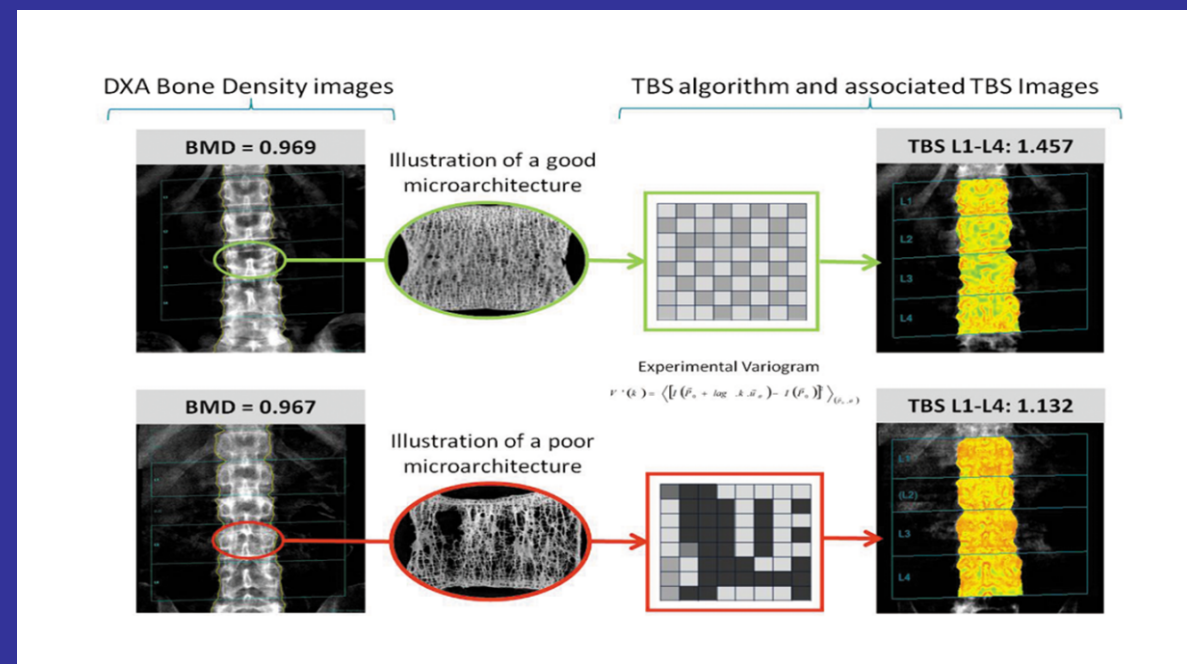 DXA Bone Density images
TBS algorithm and associated TBS Images
BMD = 0.969
Illustration of a good
microarchitecture
TBS L1-L4: 1.457
L1
L2
L3
L4
Experimental Variogram
BMD = 0.967
Illustration of a poor
microarchitecture
TBS L1-L4: 1.132
L1
(L2)
L3
L4